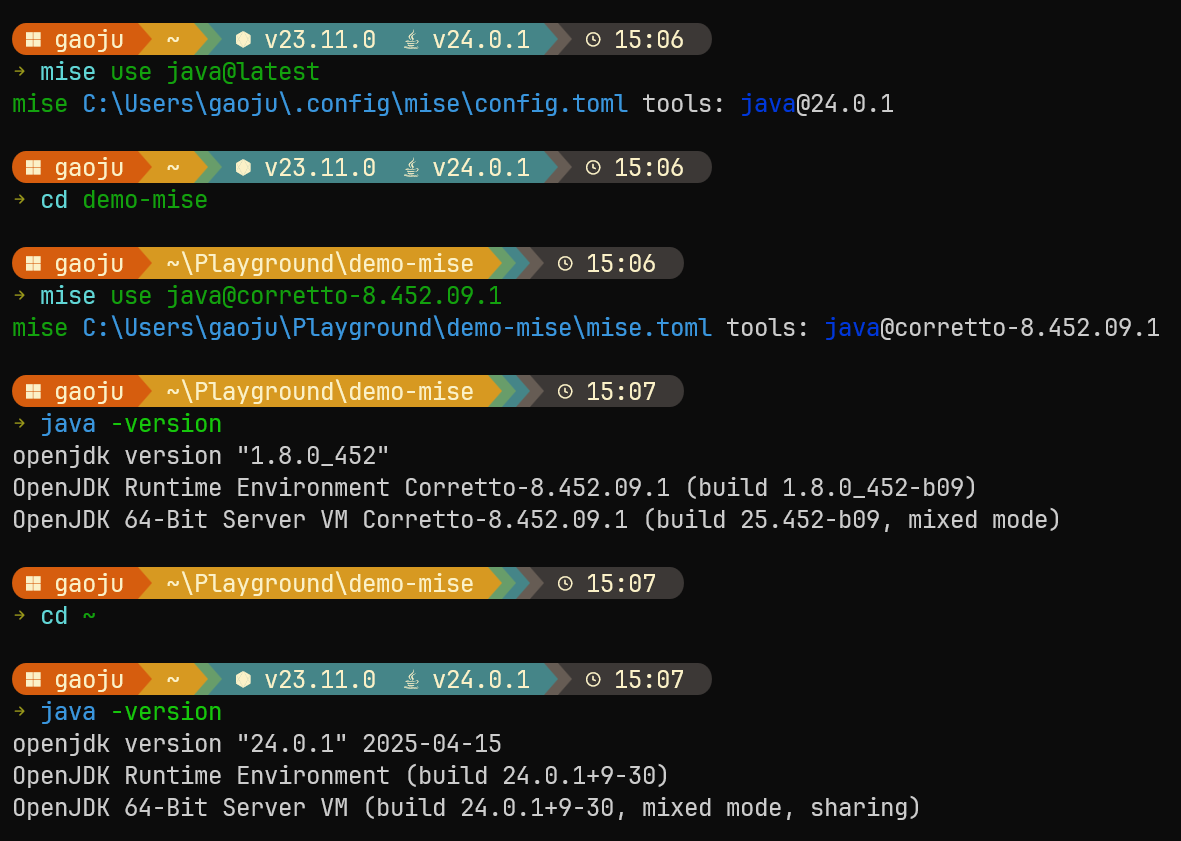 gaoju ~ v23.11.0 v24.0.1 15:06
→ mise use java@latest
mise C:\Users\gaoju\.config\mise\config.toml tools: java@24.0.1
gaoju ~ v23.11.0 v24.0.1 15:06
→ cd demo-mise
gaoju ~\Playground\demo-mise 15:06
→ mise use java@corretto-8.452.09.1
mise C:\Users\gaoju\Playground\demo-mise\mise.toml tools: java@corretto-8.452.09.1
gaoju ~\Playground\demo-mise 15:07
→ java -version
openjdk version "1.8.0_452"
OpenJDK Runtime Environment Corretto-8.452.09.1 (build 1.8.0_452-b09)
OpenJDK 64-Bit Server VM Corretto-8.452.09.1 (build 25.452-b09, mixed mode)
gaoju ~\Playground\demo-mise 15:07
→ cd ~
gaoju ~ v23.11.0 v24.0.1 15:07
→ java -version
openjdk version "24.0.1" 2025-04-15
OpenJDK Runtime Environment (build 24.0.1+9-30)
OpenJDK 64-Bit Server VM (build 24.0.1+9-30, mixed mode, sharing)